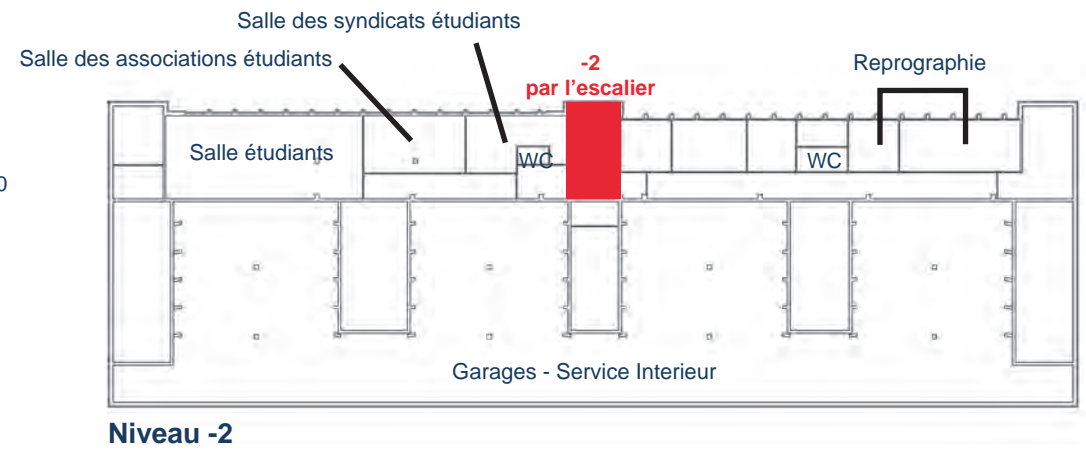 Salle des syndicats étudiants
Salle des associations étudiants
-2
par l'escalier
Reprographie
Salle étudiants
WC
WC
0
Garages - Service Interieur
Niveau -2